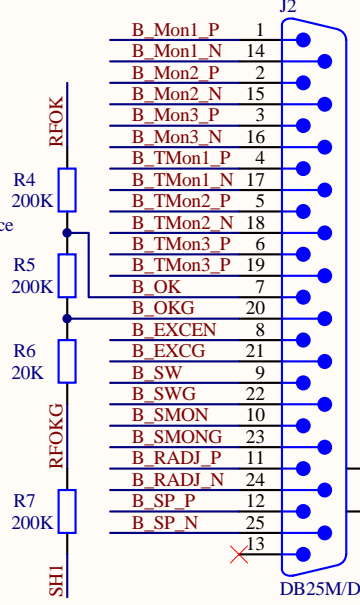 J2
B_Mon1_P 1
B_Mon1_N 14
B_Mon2_P 2
B_Mon2_N 15
B_Mon3_P 3
B_Mon3_N 16
B_TMon1_P 4
B_TMon1_N 17
B_TMon2_P 5
B_TMon2_N 18
B_TMon3_P 6
B_TMon3_P 19
B_OK 7
B_OKG 20
B_EXCEN 8
B_EXCG 21
B_SW 9
B_SWG 22
B_SMON 10
B_SMONG 23
B_RADJ_P 11
B_RADJ_N 24
B_SP_P 12
B_SP_N 25
13
DB25M/D
RFOK
R4
200K
ce
R5
200K
R6
20K
RFOKG
R7
200K
SH1